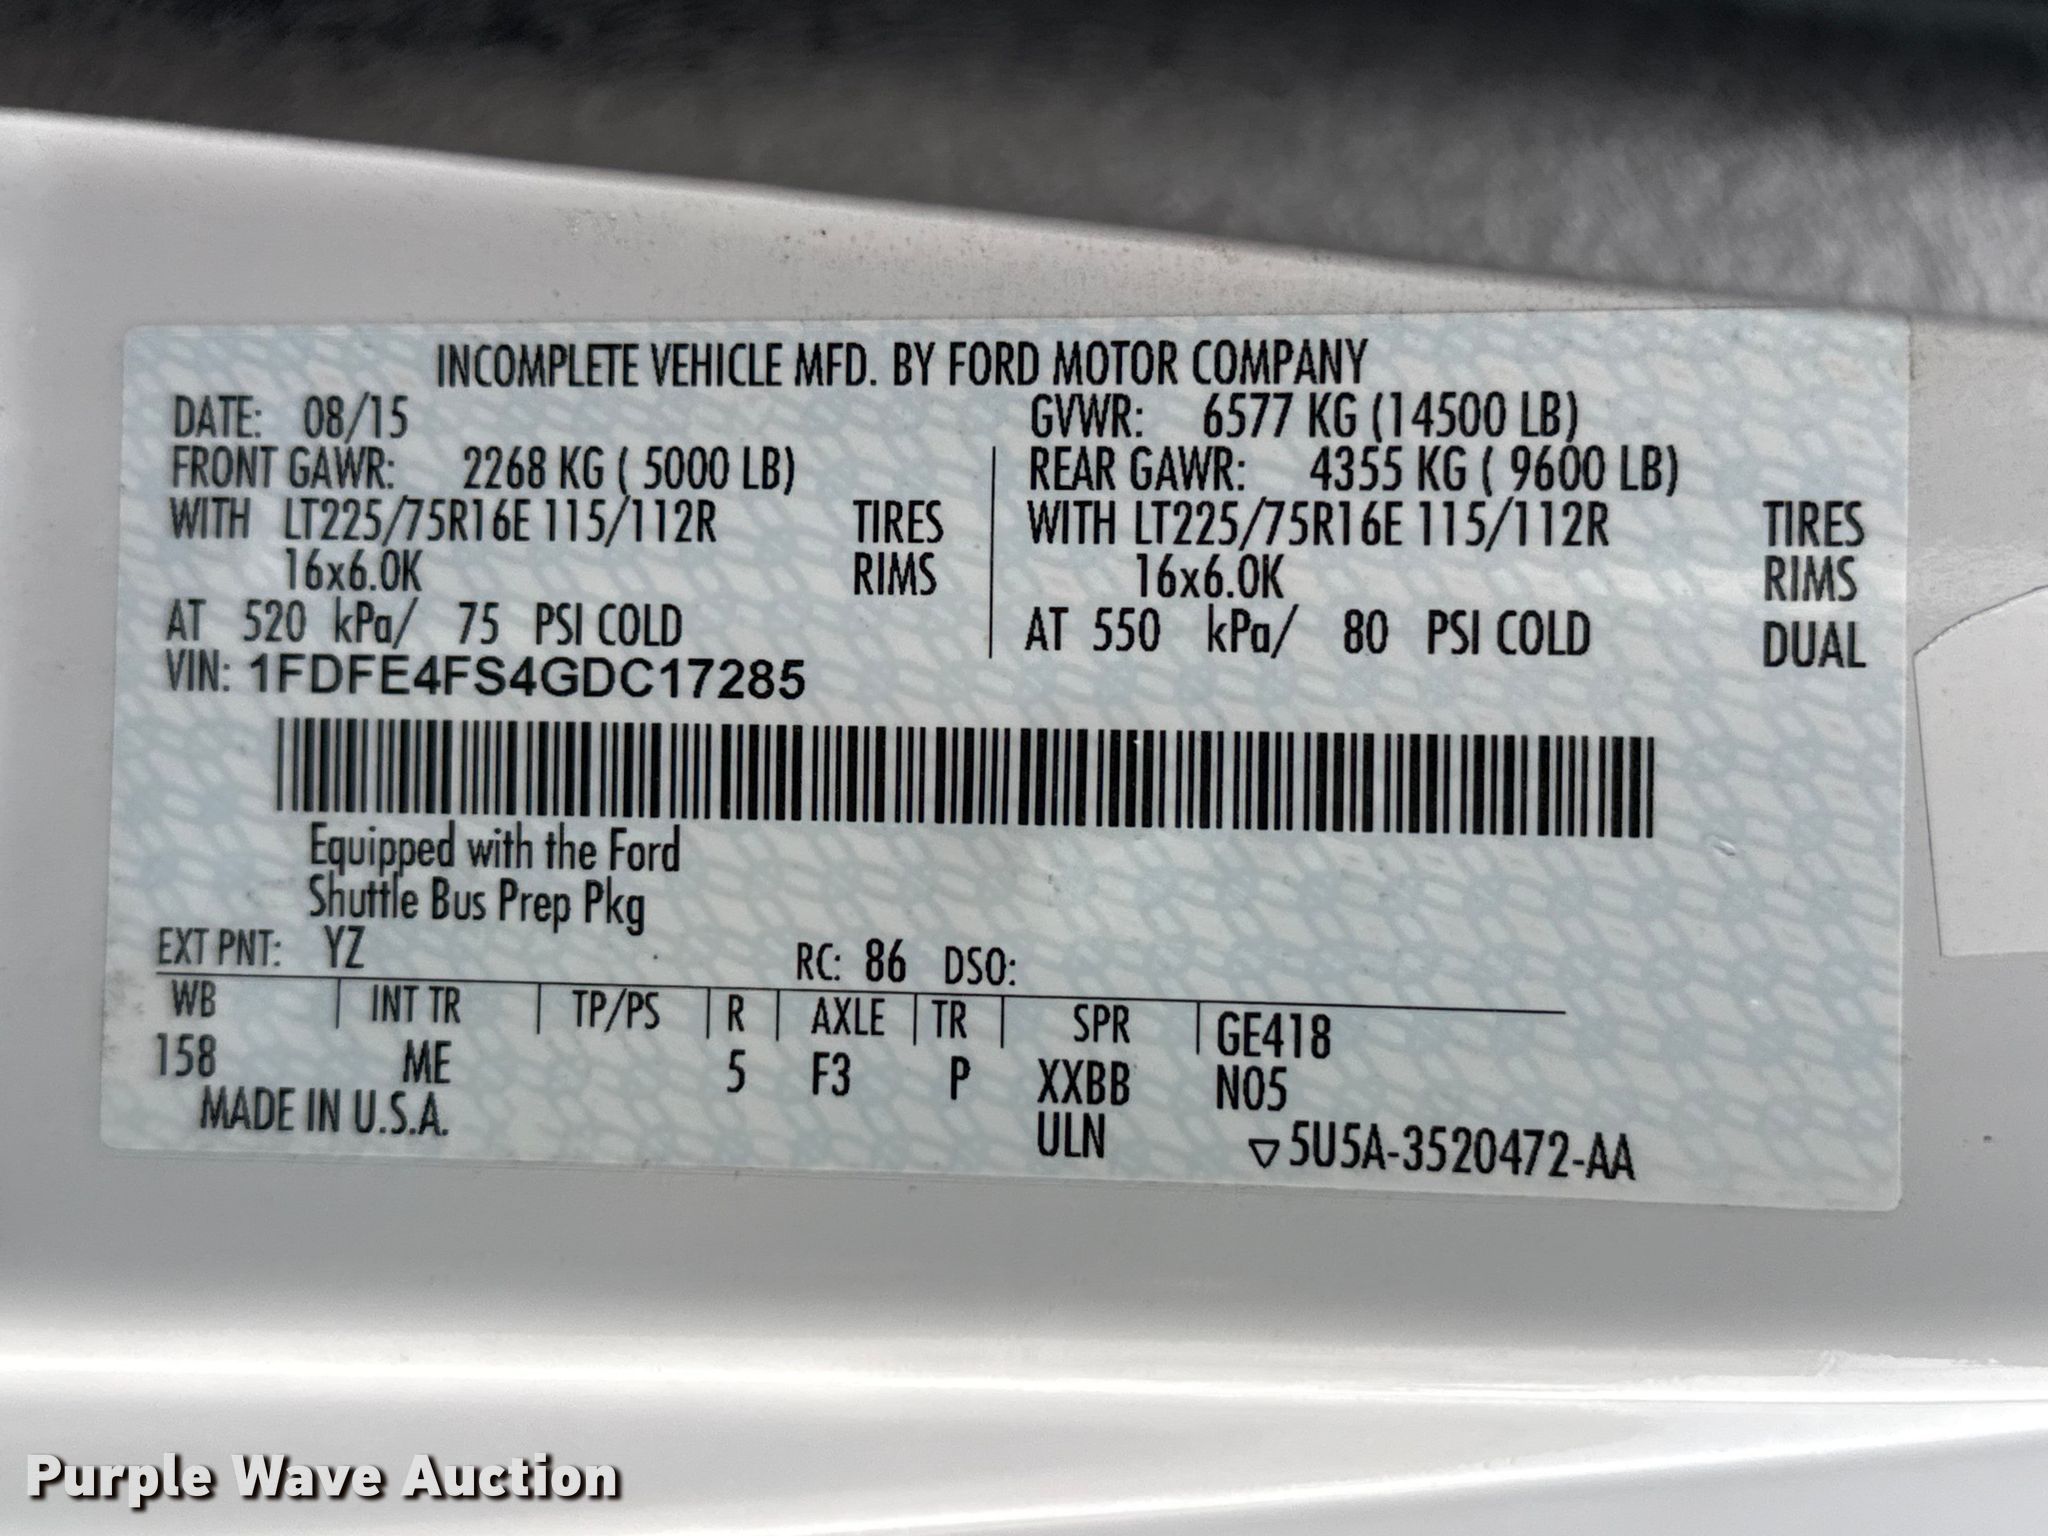 INCOMPLETE VEHICLE MFD. BY FORD MOTOR COMPANY
DATE: 08/15 GVWR: 6577 KG (14500 LB)
FRONT GAWR: 2268 KG ( 5000 LB) REAR GAWR: 4355 KG ( 9600 LB)
WITH LT225/75R16E 115/112R TIRES WITH LT225/75R16E 115/112R TIRES
16x6.0K RIMS 16x6.0K RIMS
AT 520 kPa/ 75 PSI COLD AT 550 kPa/ 80 PSI COLD DUAL
VIN: 1FDFE4FS4GDC17285
Equipped with the Ford
Shuttle Bus Prep Pkg
EXT PNT: YZ RC: 86 DSO:
WB | INT TR | TP/PS | R | AXLE | TR | SPR | GE418
158 ME 5 F3 P XXBB N05
MADE IN U.S.A. ULN ▽5U5A-3520472-AA
Purple Wave Auction